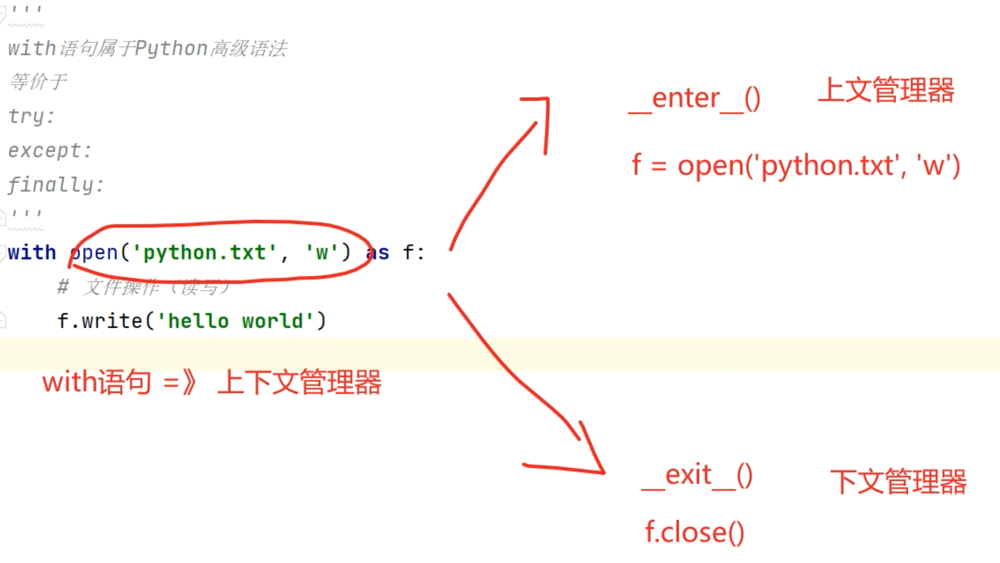 '''
with语句属于Python高级语法
等价于
try:
except:
finally:
'''
with open('python.txt', 'w') as f:
# 文件操作（读写）
f.write('hello world')
with语句 =》 上下文管理器
__enter__() 上文管理器
f = open('python.txt', 'w')
__exit__() 下文管理器
f.close()